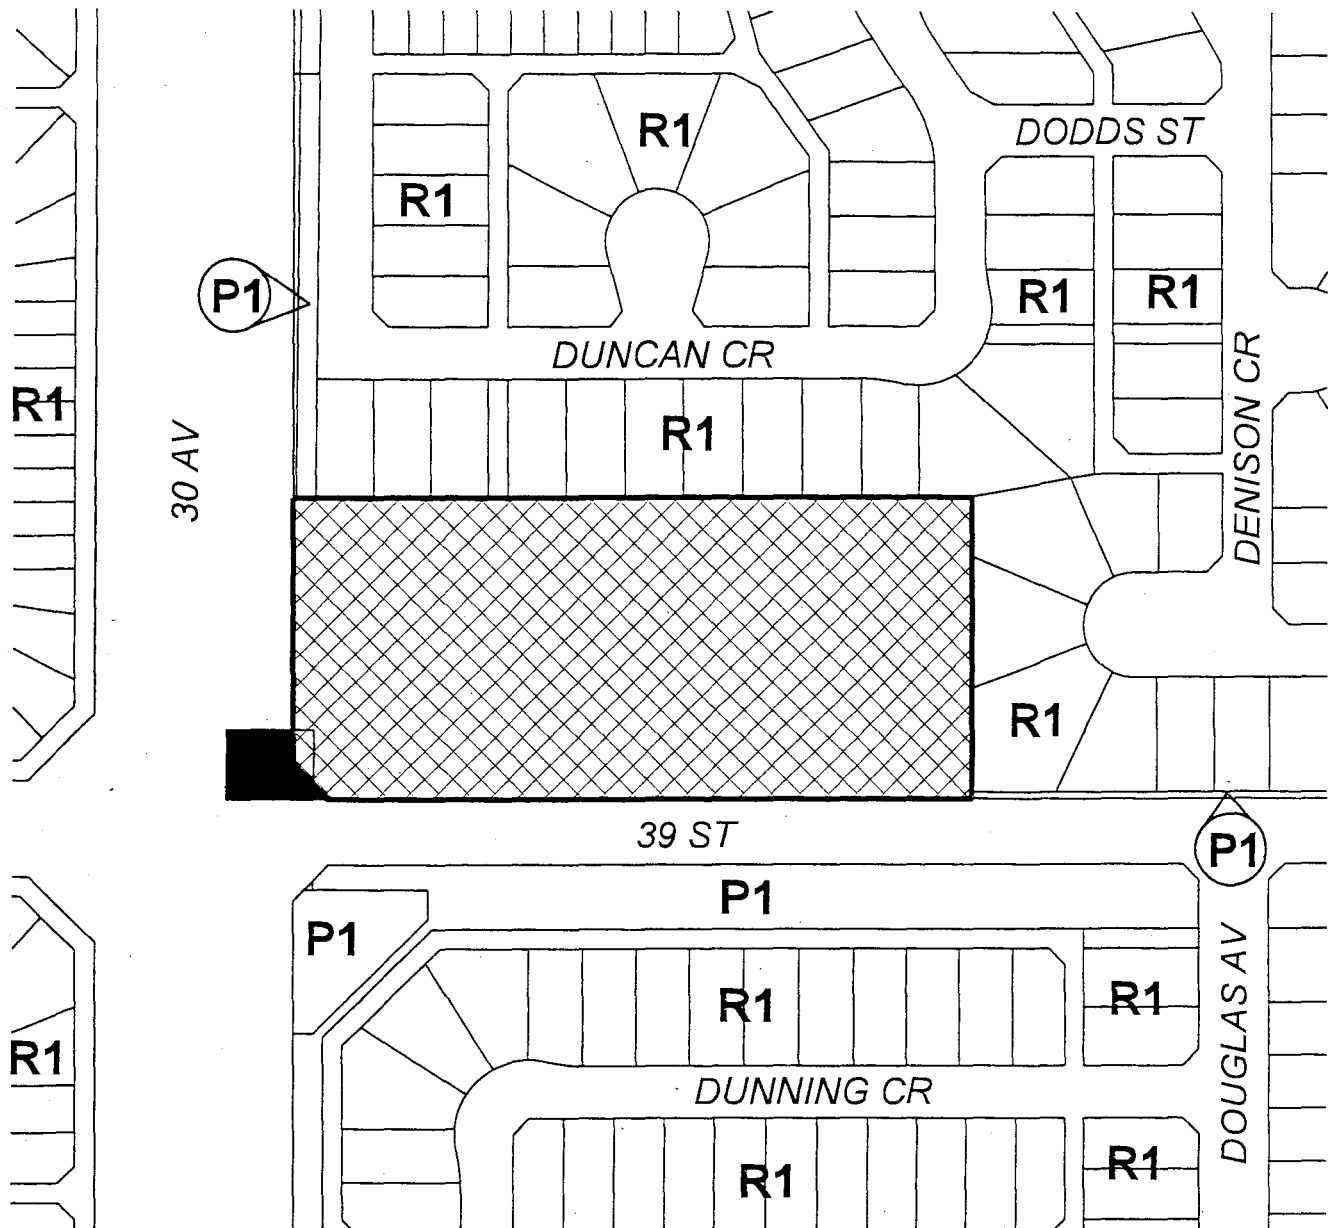 R1
DODDS ST
R1
P1
R1
R1
DUNCAN CR
R1
R1
30 AV
DENISON CR
R1
39 ST
P1
P1
P1
R1
R1
DOUGLAS AV
R1
DUNNING CR
R1
R1